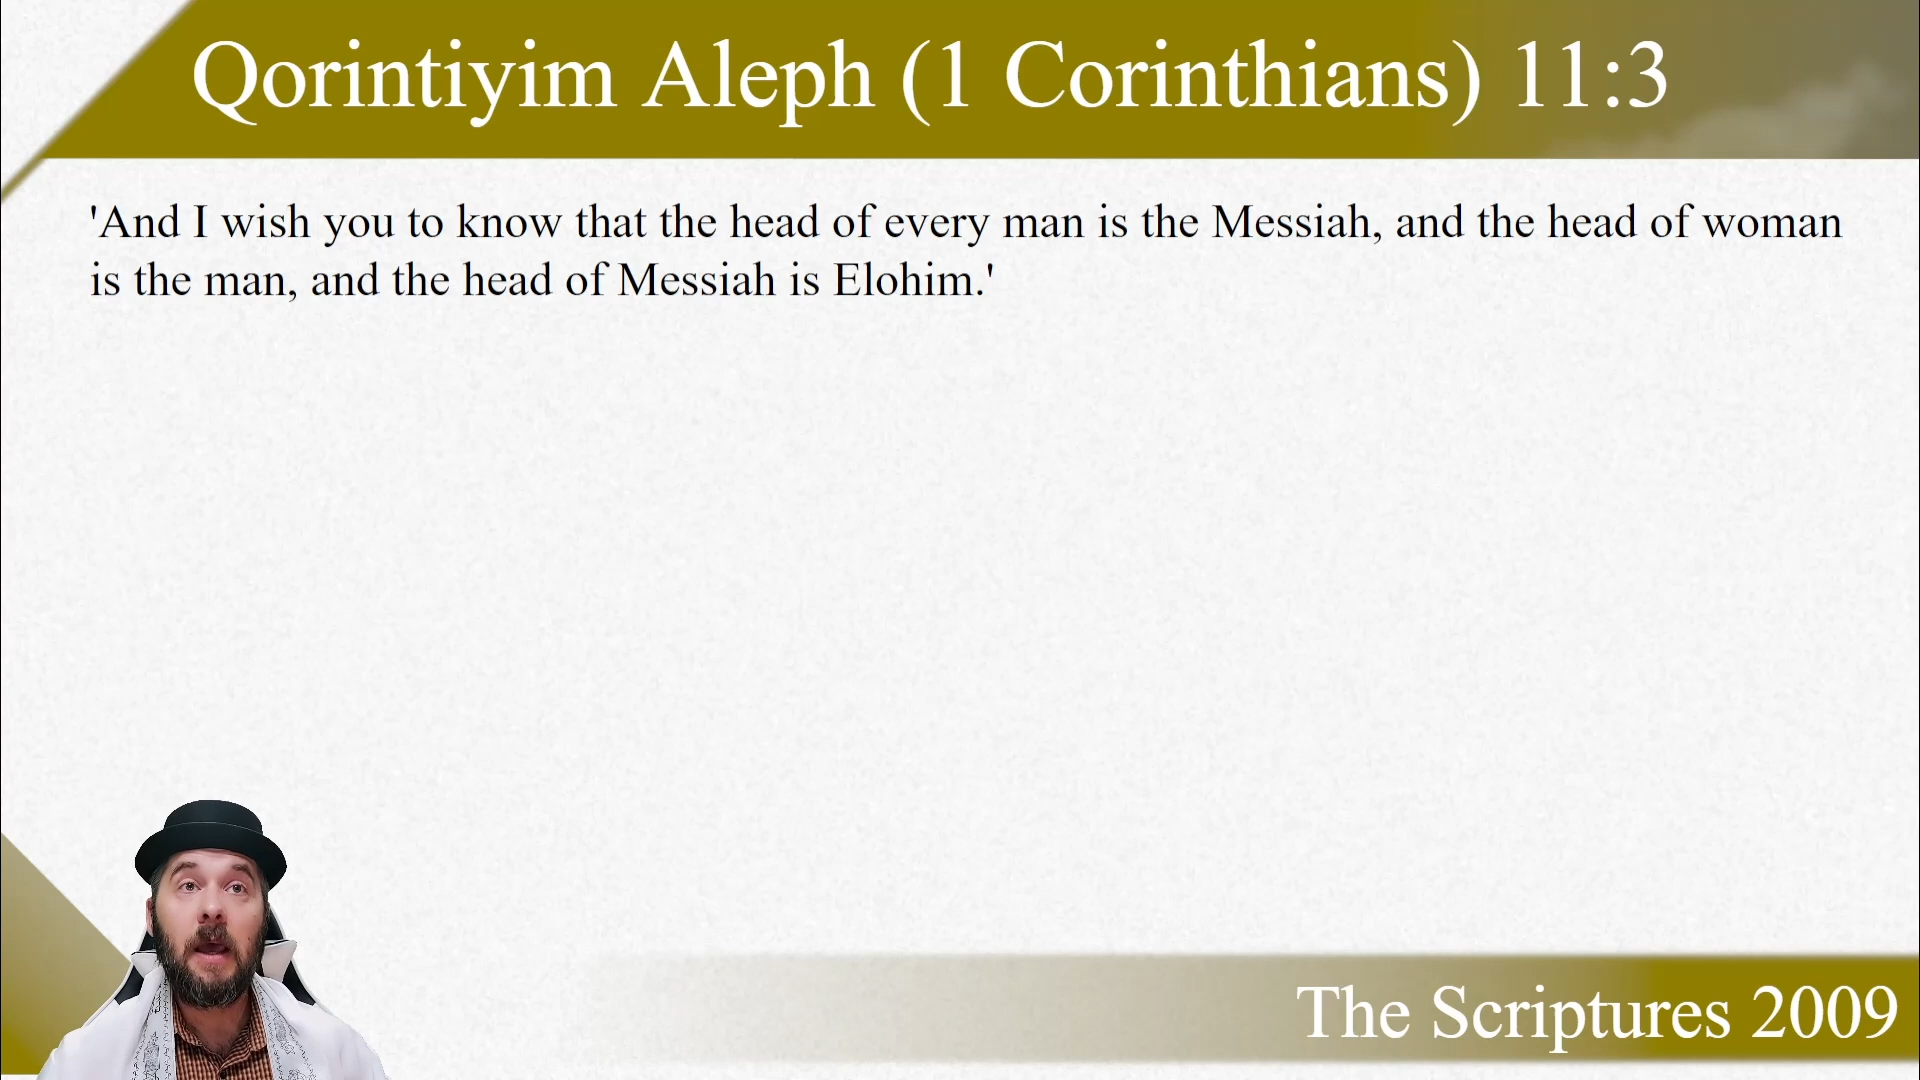 Qorintiyim Aleph (1 Corinthians) 11:3
'And I wish you to know that the head of every man is the Messiah, and the head of woman
is the man, and the head of Messiah is Elohim.'
The Scriptures 2009